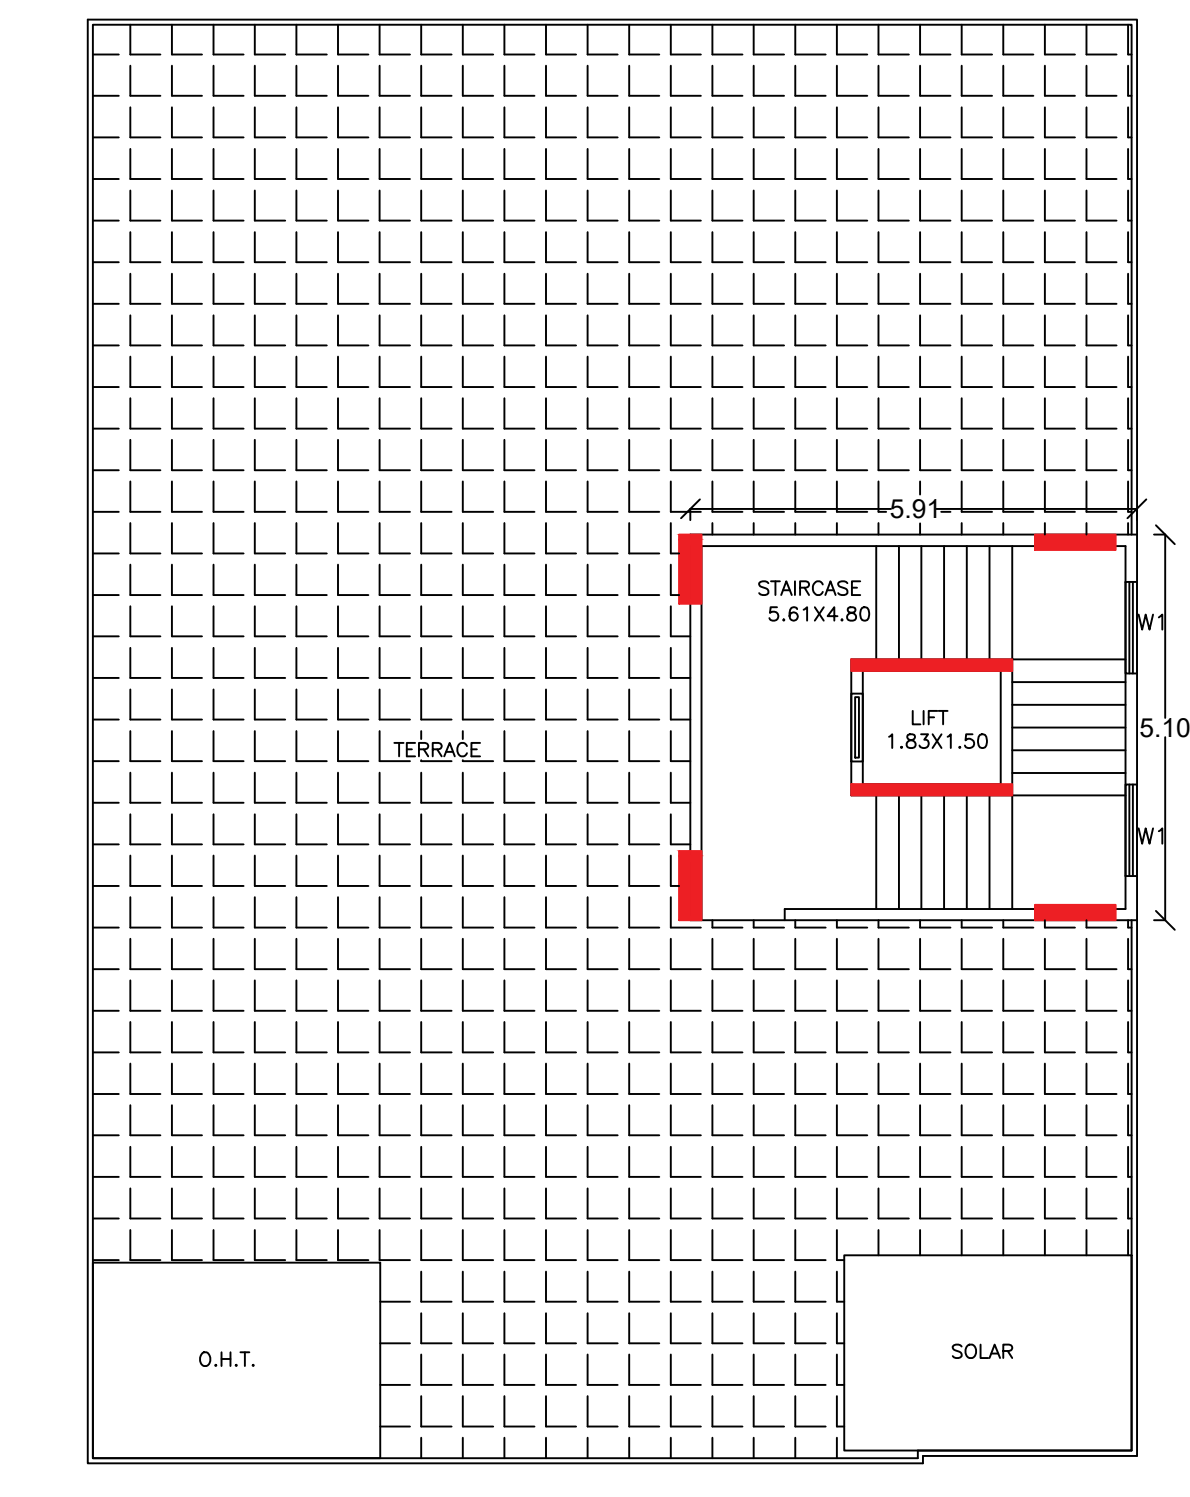 5.91
STAIRCASE
5.61X4.80
W1
LIFT
1.83X1.50
5.10
TERRACE
W1
O.H.T.
SOLAR